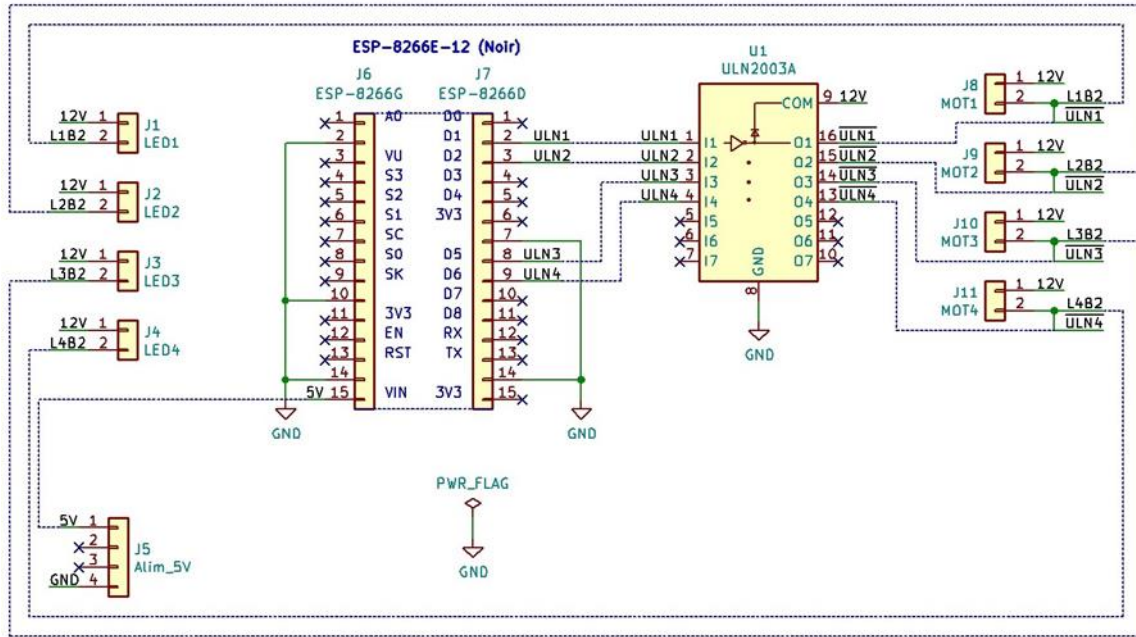 ESP-8266E-12 (Noir)
J6
ESP-8266G
J7
ESP-8266D
U1
ULN2003A
12V 1
L1B2 2
J1
LED1
12V 1
L2B2 2
J2
LED2
12V 1
L3B2 2
J3
LED3
12V 1
L4B2 2
J4
LED4
1 A0
2
3 VU
4 S3
5 S2
6 S1
7 SC
8 S0
9 SK
10
11 3V3
12 EN
13 RST
14
5V 15 VIN
GND
D0 1
D1 2 ULN1
D2 3 ULN2
D3 4
D4 5
3V3 6
7
D5 8 ULN3
D6 9 ULN4
D7 10
D8 11
RX 12
TX 13
14
3V3 15
GND
ULN1 1 I1
ULN2 2 I2
ULN3 3 I3
ULN4 4 I4
5 I5
6 I6
7 I7
COM 9 12V
O1 16 ULN1
O2 15 ULN2
O3 14 ULN3
O4 13 ULN4
O5 12
O6 11
O7 10
GND
8
GND
J8
MOT1
1 12V
2 L1B2
ULN1
J9
MOT2
1 12V
2 L2B2
ULN2
J10
MOT3
1 12V
2 L3B2
ULN3
J11
MOT4
1 12V
2 L4B2
ULN4
PWR_FLAG
GND
5V 1
2
3
GND 4
J5
Alim_5V